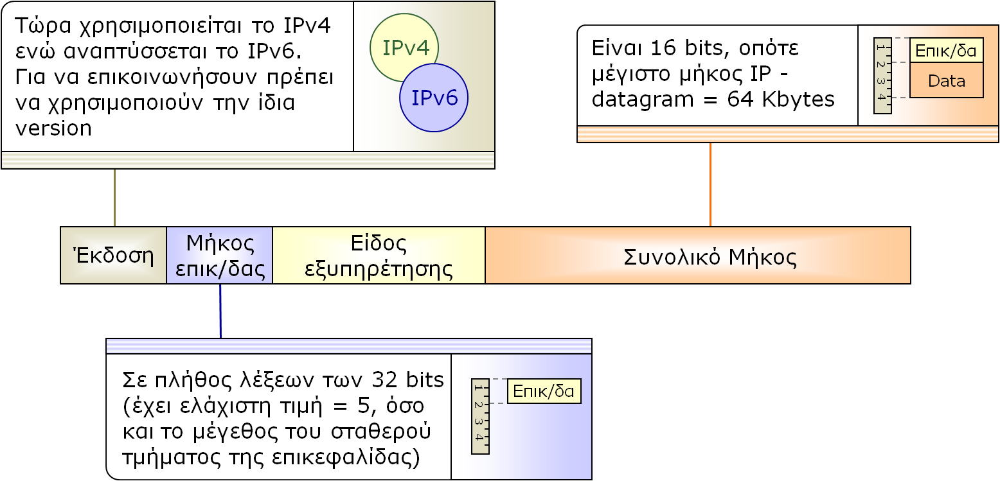 Τώρα χρησιμοποιείται το IPv4
ενώ αναπτύσσεται το IPv6.
Για να επικοινωνήσουν πρέπει
να χρησιμοποιούν την ίδια
version
IPv4
IPv6
Είναι 16 bits, οπότε
μέγιστο μήκος IP -
datagram = 64 Kbytes
1
2
3
4
Επικ/δα
Data
Έκδοση
Μήκος
επικ/δας
Είδος
εξυπηρέτησης
Συνολικό Μήκος
Σε πλήθος λέξεων των 32 bits
(έχει ελάχιστη τιμή = 5, όσο
και το μέγεθος του σταθερού
τμήματος της επικεφαλίδας)
1
2
3
4
Επικ/δα